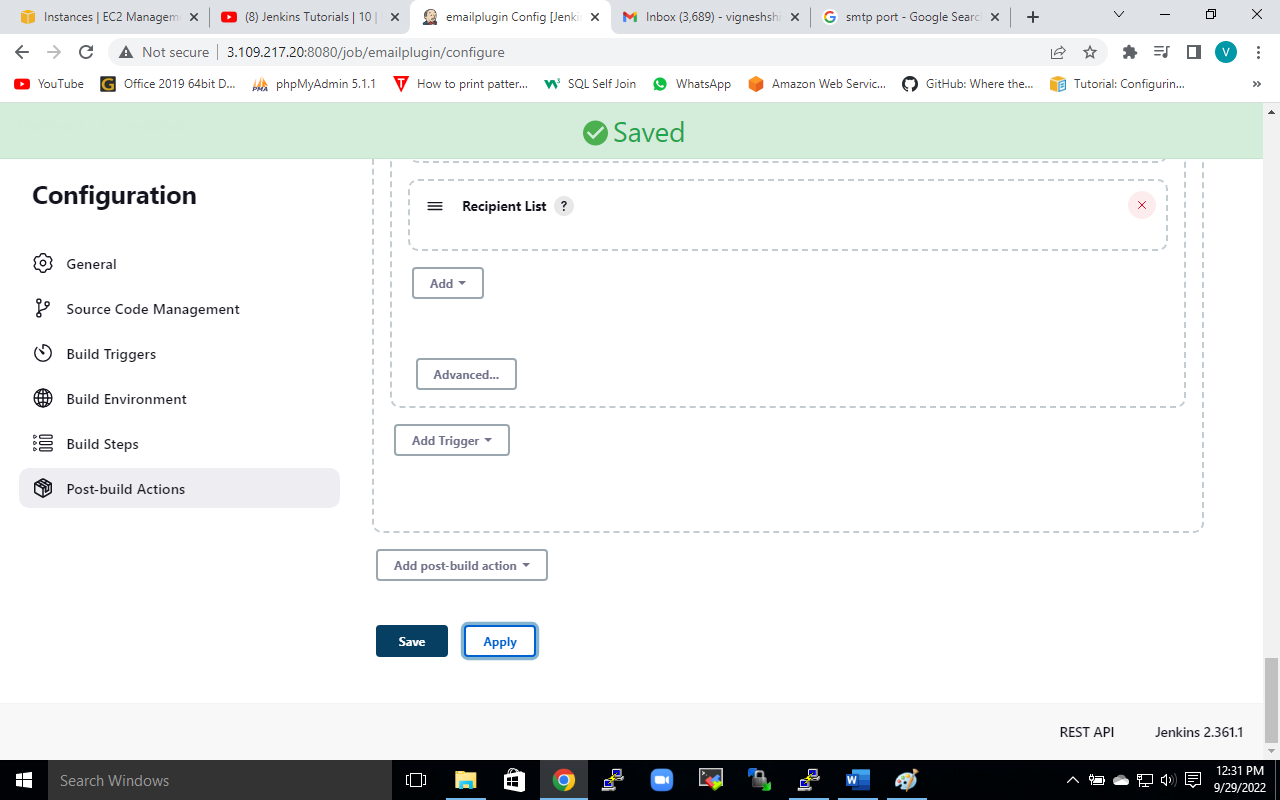 Instances | EC2 Managem
(8) Jenkins Tutorials | 10 |
emailplugin Config [Jenki
Inbox (3,689) - vigneshshi
smtp port - Google Searc
Not secure
3.109.217.20:8080/job/emailplugin/configure
V
YouTube
Office 2019 64bit D...
phpMyAdmin 5.1.1
How to print patter...
SQL Self Join
WhatsApp
Amazon Web Servic...
GitHub: Where the...
Tutorial: Configurin...
»
Saved
Configuration
General
Source Code Management
Build Triggers
Build Environment
Build Steps
Post-build Actions
Recipient List ?
Add
Advanced...
Add Trigger
Add post-build action
Save
Apply
REST API
Jenkins 2.361.1
Search Windows
12:31 PM
9/29/2022